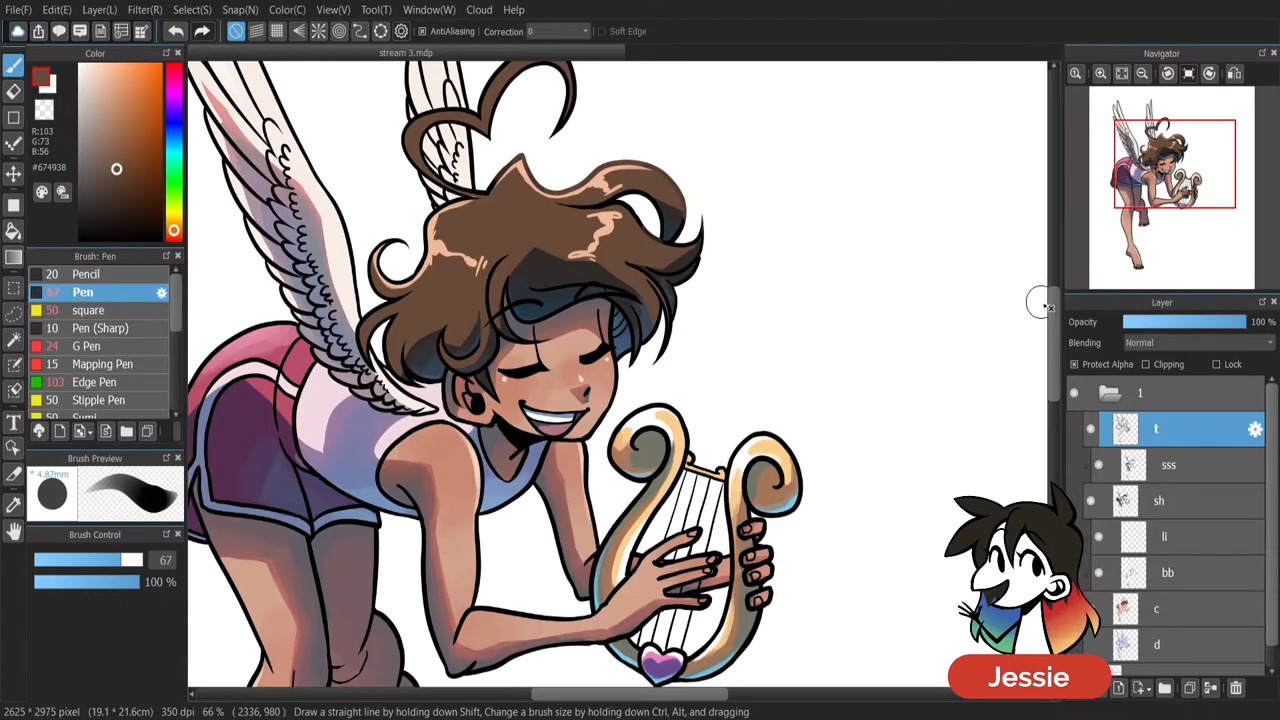 File(F) Edit(E) Layer(L) Filter(R) Select(S) Snap(N) Color(C) View(V) Tool(T) Window(W) Cloud Help
AntiAliasing Correction 0 Soft Edge
Color
stream 3.mdp
Navigator
R:103
G:73
B:56
#674938
Brush: Pen
20 Pencil
67 Pen
50 square
10 Pen (Sharp)
24 G Pen
15 Mapping Pen
103 Edge Pen
50 Stipple Pen
50 Sumi
Brush Preview
* 4.87mm
Brush Control
67
100 %
Layer
Opacity 100 %
Blending Normal
Protect Alpha Clipping Lock
1
t
sss
sh
li
bb
c
d
Jessie
2625 * 2975 pixel (19.1 * 21.6cm) 350 dpi 66 % ( 2336, 980 ) Draw a straight line by holding down Shift, Change a brush size by holding down Ctrl, Alt, and dragging